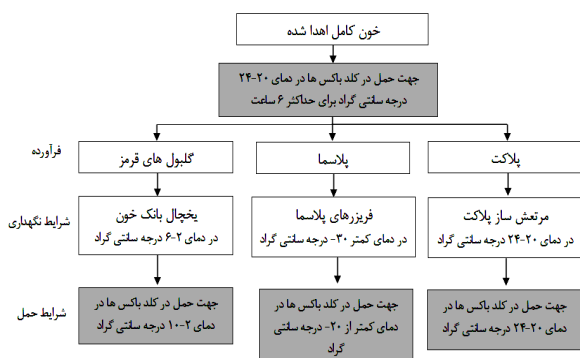 خون کامل اهدا شده
جهت حمل در کلد باکس ها در دمای ۲۰-۲۴
درجه سانتی گراد برای حداکثر ۶ ساعت
فرآورده
گلبول های قرمز
پلاسما
پلاکت
شرایط نگهداری
یخچال بانک خون
در دمای ۲-۶ درجه سانتی گراد
فریزرهای پلاسما
در دمای کمتر ۳۰- درجه سانتی گراد
مرتعش ساز پلاکت
در دمای ۲۰-۲۴ درجه سانتی گراد
شرایط حمل
جهت حمل در کلد باکس ها در
دمای ۲-۱۰ درجه سانتی گراد
جهت حمل در کلد باکس ها در
دمای کمتر از ۲۰- درجه سانتی
گراد
جهت حمل در کلد باکس ها در
دمای ۲۰-۲۴ درجه سانتی گراد